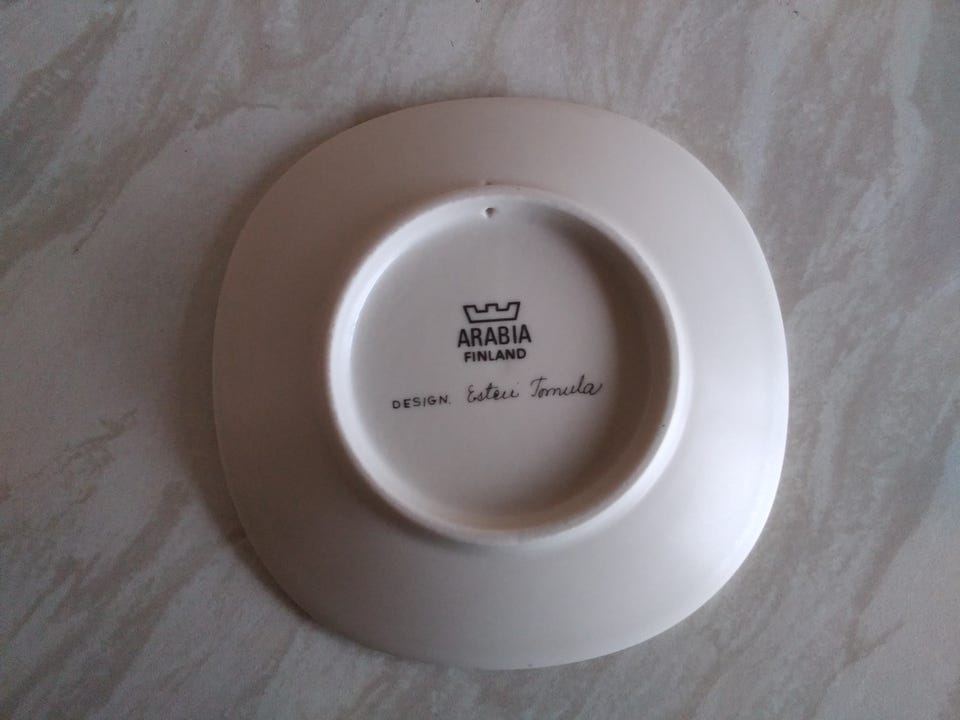 ARABIA
FINLAND
DESIGN. Esteri Tomula